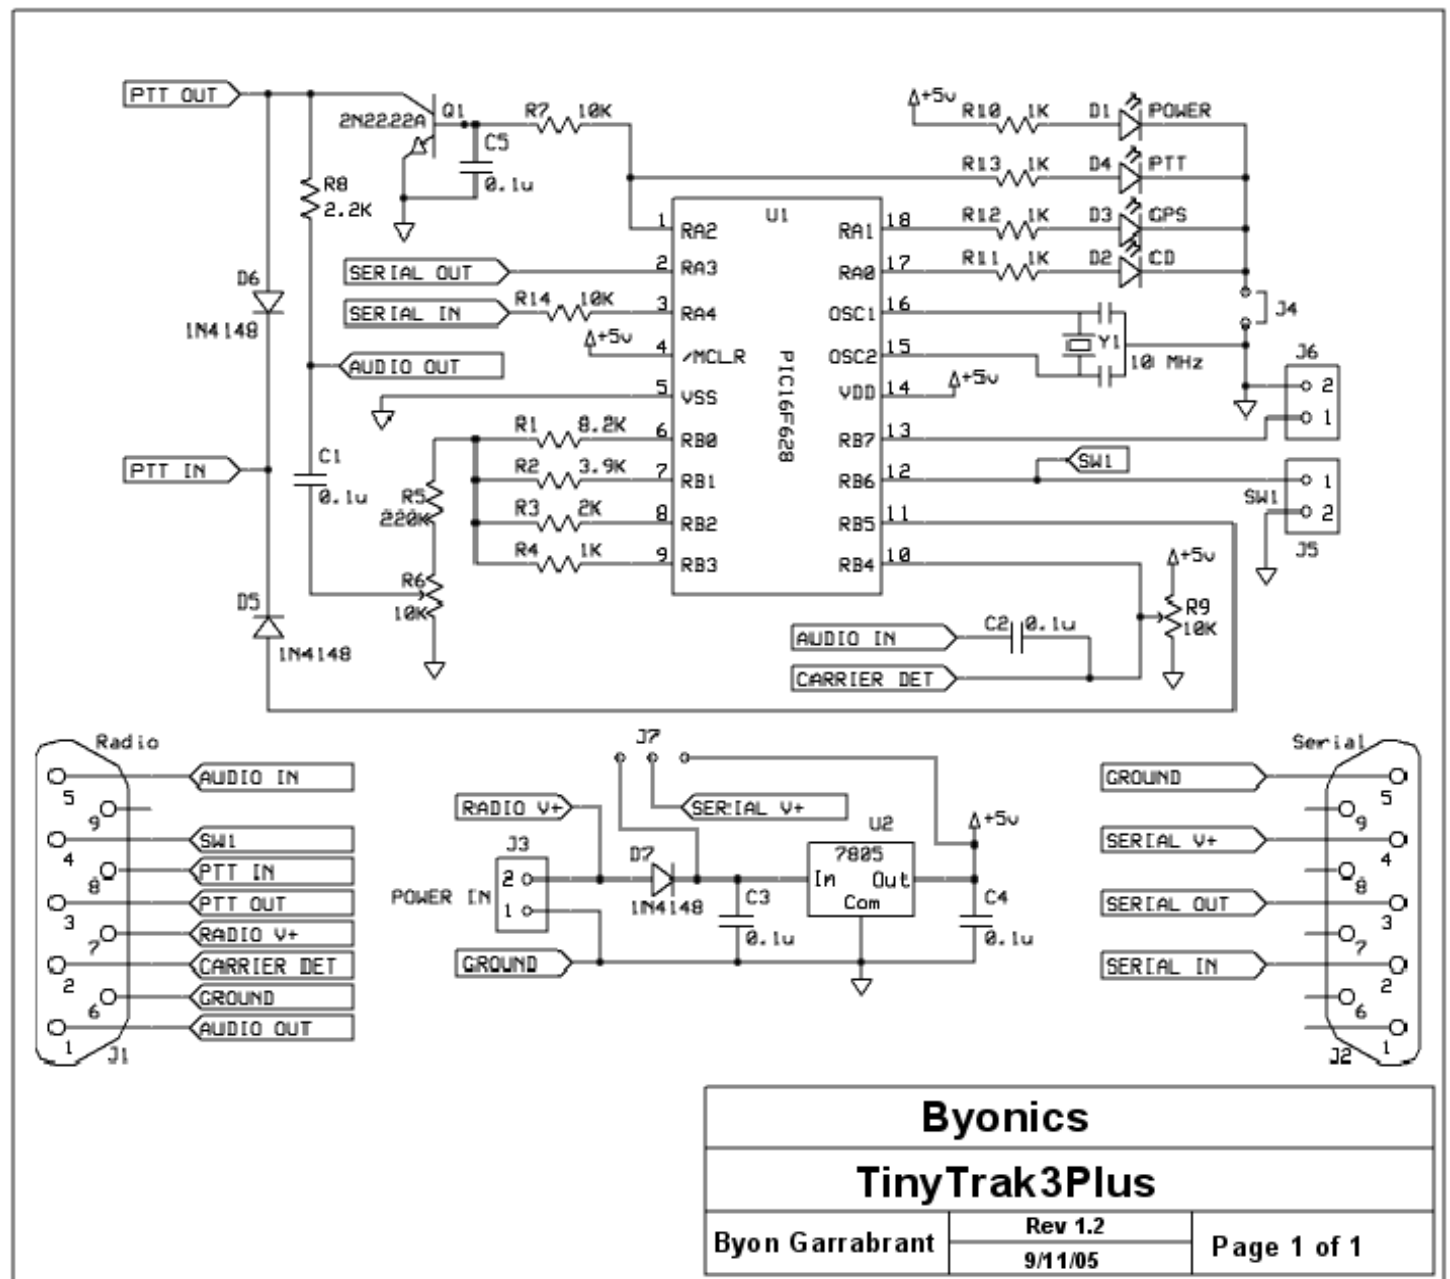 PTT OUT
2N2222A
Q1
R7 10K
C5
0.1u
R8
2.2K
+5v
R10 1K D1 POWER
R13 1K D4 PTT
R12 1K D3 GPS
R11 1K D2 CD
U1
PIC16F628
1 RA2
2 RA3
3 RA4
4 /MCLR
5 VSS
6 RB0
7 RB1
8 RB2
9 RB3
RA1 18
RA0 17
OSC1 16
OSC2 15
VDD 14
RB7 13
RB6 12
RB5 11
RB4 10
SERIAL OUT
SERIAL IN
R14 10K
+5v
D6
1N4148
AUDIO OUT
PTT IN
C1
0.1u
R1 8.2K
R2 3.9K
R3 2K
R4 1K
R5
220K
R6
10K
D5
1N4148
Y1
10 MHz
+5v
J4
J6
2
1
SW1
SW1
1
2
J5
+5v
R9
10K
C2 0.1u
AUDIO IN
CARRIER DET
Radio
5 AUDIO IN
9
4 SW1
8 PTT IN
3 PTT OUT
7 RADIO V+
2 CARRIER DET
6 GROUND
1 AUDIO OUT
J1
J7
RADIO V+
SERIAL V+
J3
POWER IN
2
1
D7
1N4148
U2
7805
In Out
Com
+5v
C3
0.1u
C4
0.1u
GROUND
Serial
GROUND 5
9
SERIAL V+ 4
8
SERIAL OUT 3
7
SERIAL IN 2
6
1
J2
Byonics
TinyTrak3Plus
Byon Garrabrant
Rev 1.2
9/11/05
Page 1 of 1